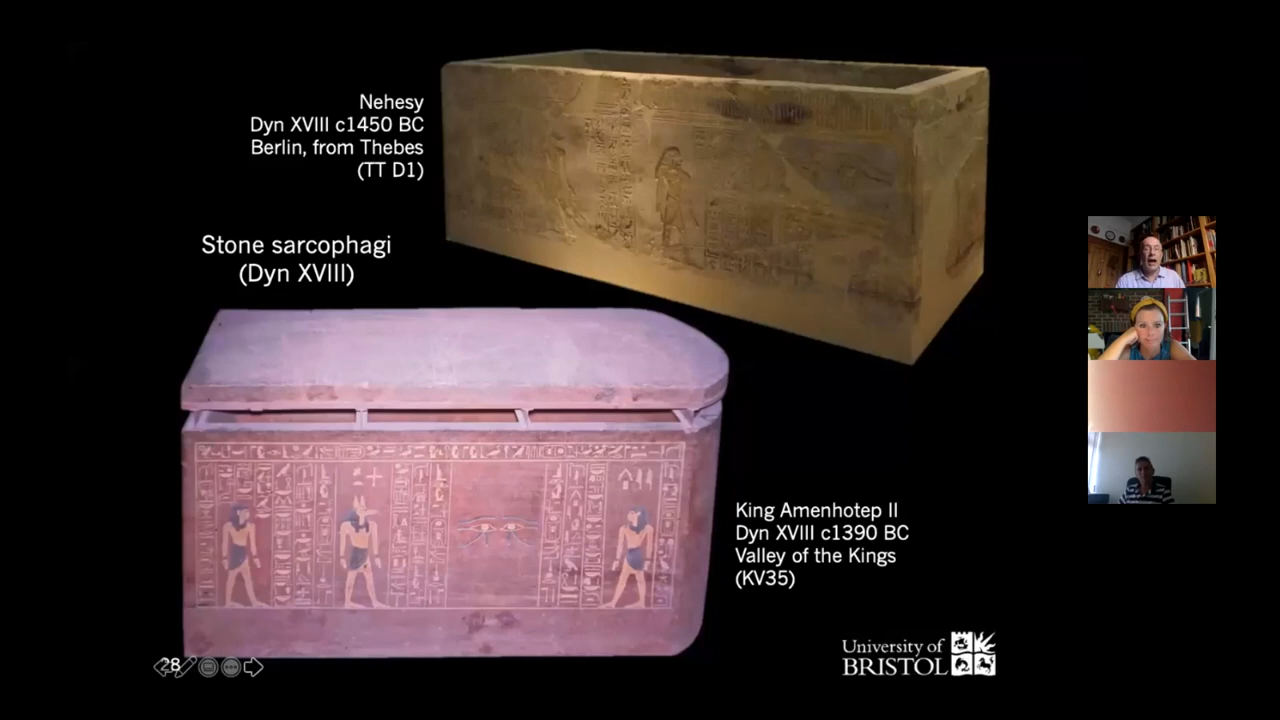 Nehesy
Dyn XVIII c1450 BC
Berlin, from Thebes
(TT D1)
Stone sarcophagi
(Dyn XVIII)
King Amenhotep II
Dyn XVIII c1390 BC
Valley of the Kings
(KV35)
28
University of
BRISTOL